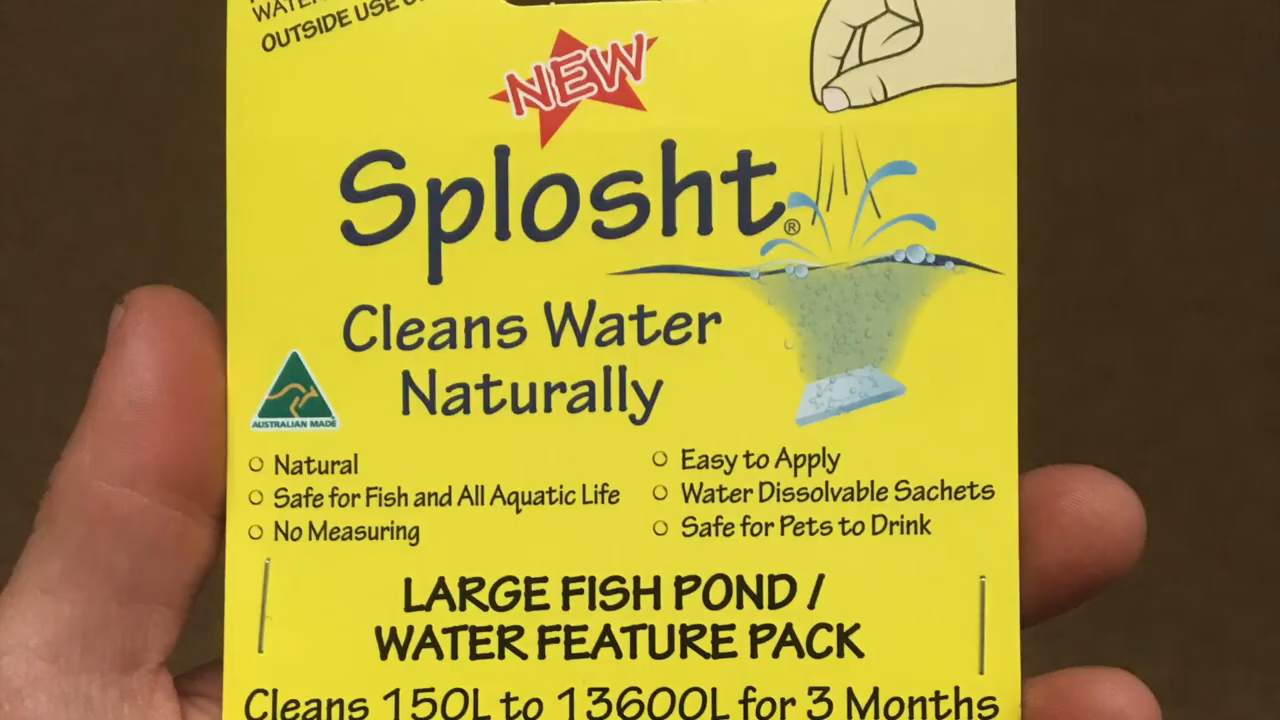 WATER
OUTSIDE USE
NEW
Splosht®
Cleans Water
Naturally
AUSTRALIAN MADE
Natural
Safe for Fish and All Aquatic Life
No Measuring
Easy to Apply
Water Dissolvable Sachets
Safe for Pets to Drink
LARGE FISH POND /
WATER FEATURE PACK
Cleans 150L to 13600L for 3 Months